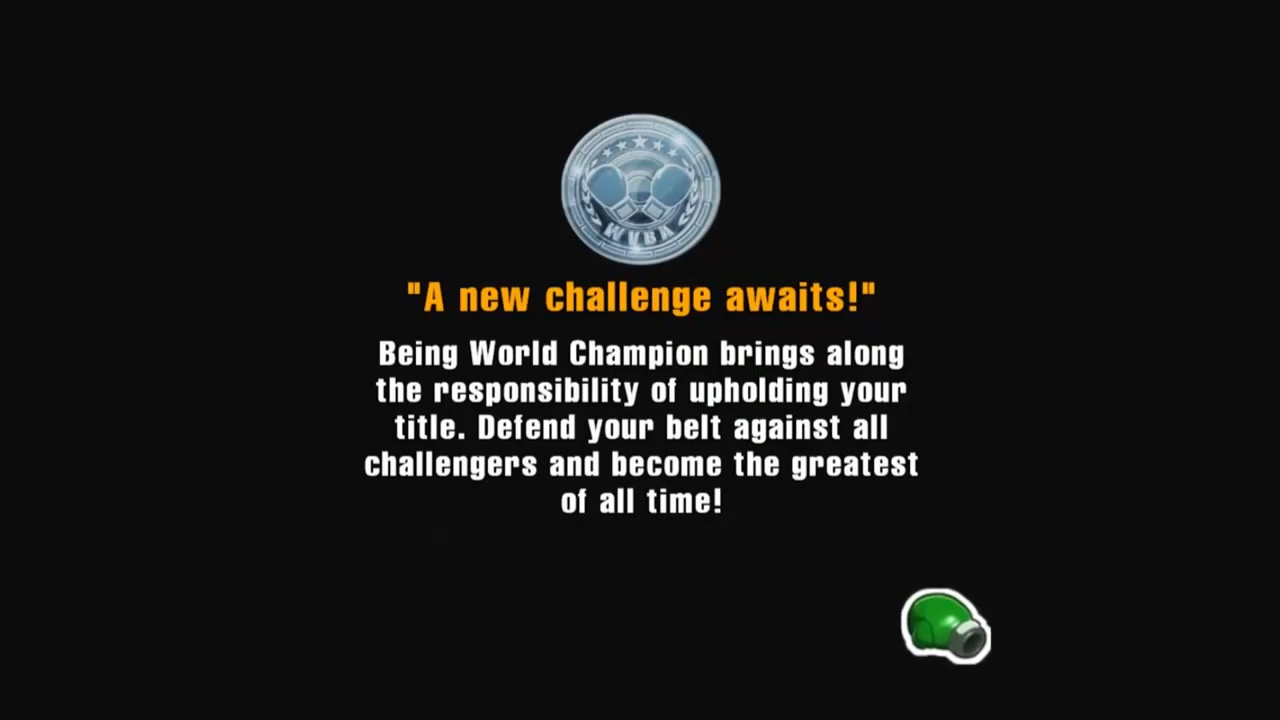 WVBA
"A new challenge awaits!"
Being World Champion brings along
the responsibility of upholding your
title. Defend your belt against all
challengers and become the greatest
of all time!